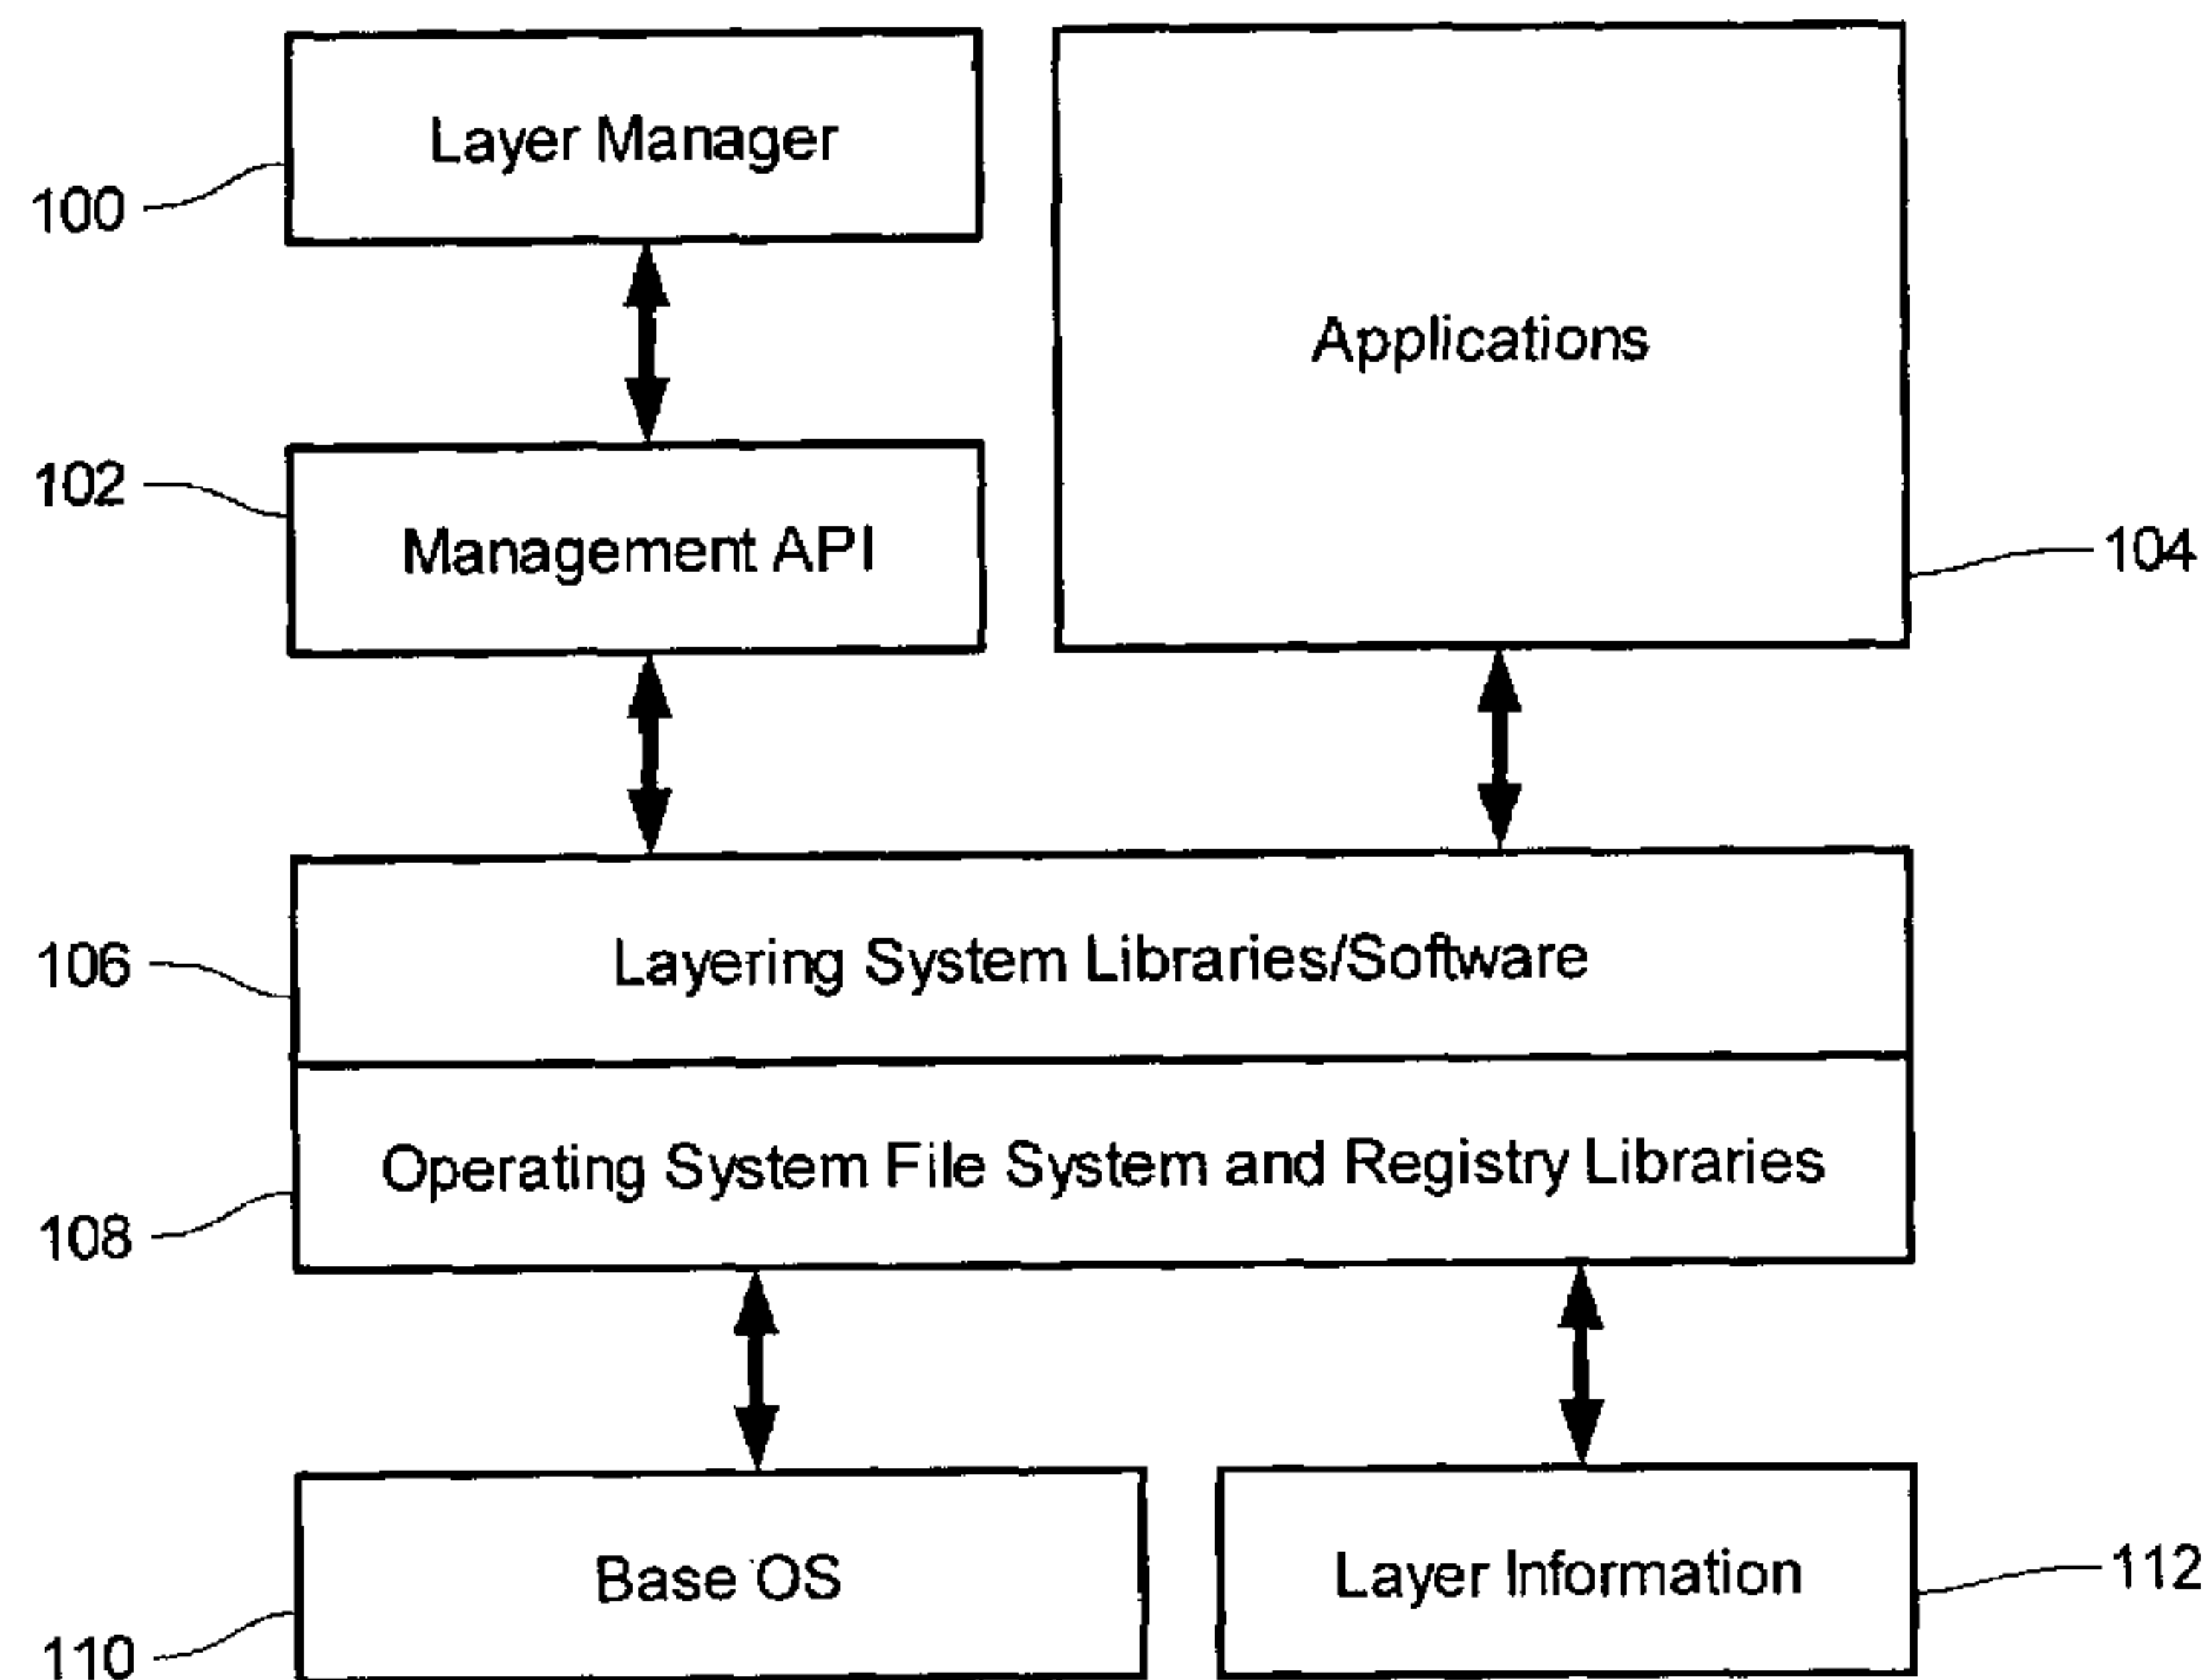 Layer Manager
100
Applications
102
Management API
104
106
Layering System Libraries/Software
Operating System File System and Registry Libraries
108
Base OS
Layer Information
112
110